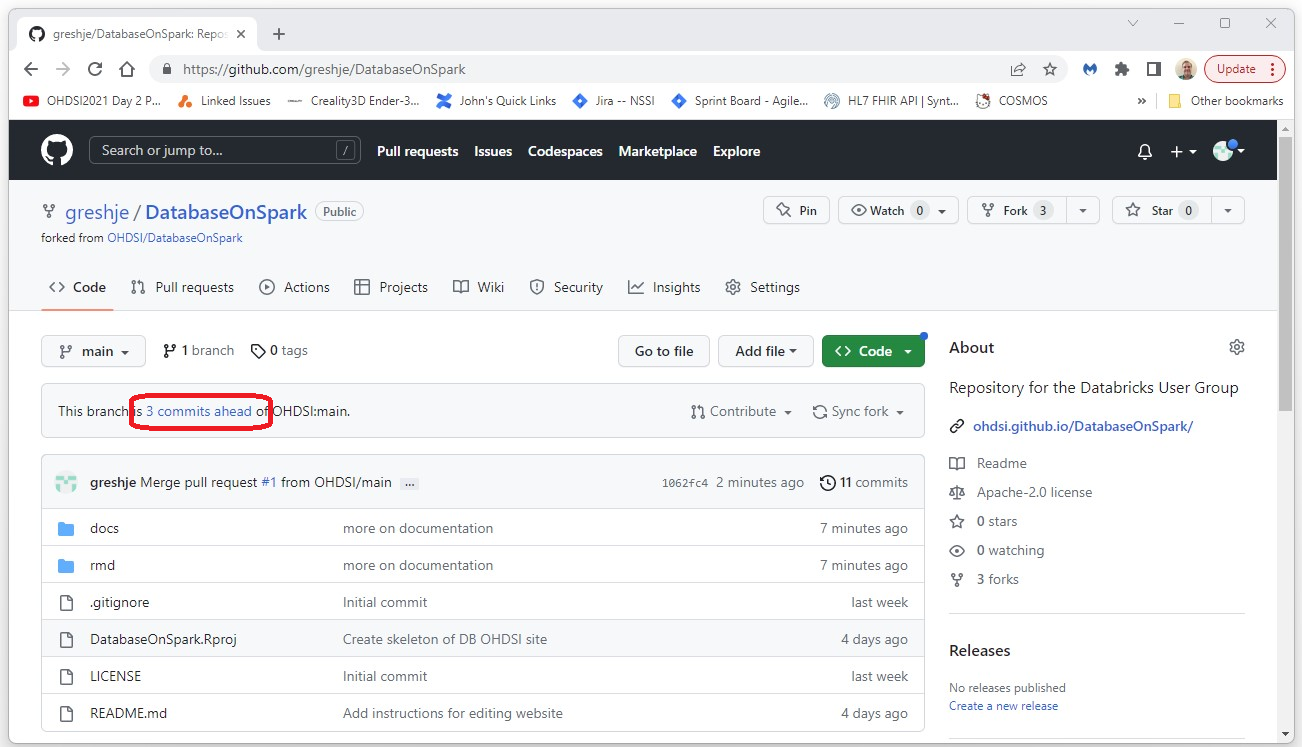 greshje/DatabaseOnSpark: Repos
https://github.com/greshje/DatabaseOnSpark
Update
OHDSI2021 Day 2 P... Linked Issues Creality3D Ender-3... John's Quick Links Jira -- NSSI Sprint Board - Agile... HL7 FHIR API | Synt... COSMOS » Other bookmarks
Search or jump to... / Pull requests Issues Codespaces Marketplace Explore
greshje / DatabaseOnSpark Public Pin Watch 0 Fork 3 Star 0
forked from OHDSI/DatabaseOnSpark
Code Pull requests Actions Projects Wiki Security Insights Settings
main 1 branch 0 tags Go to file Add file Code
This branch is 3 commits ahead of OHDSI:main. Contribute Sync fork
greshje Merge pull request #1 from OHDSI/main ... 1062fc4 2 minutes ago 11 commits
docs more on documentation 7 minutes ago
rmd more on documentation 7 minutes ago
.gitignore Initial commit last week
DatabaseOnSpark.Rproj Create skeleton of DB OHDSI site 4 days ago
LICENSE Initial commit last week
README.md Add instructions for editing website 4 days ago
About
Repository for the Databricks User Group
ohdsi.github.io/DatabaseOnSpark/
Readme
Apache-2.0 license
0 stars
0 watching
3 forks
Releases
No releases published
Create a new release